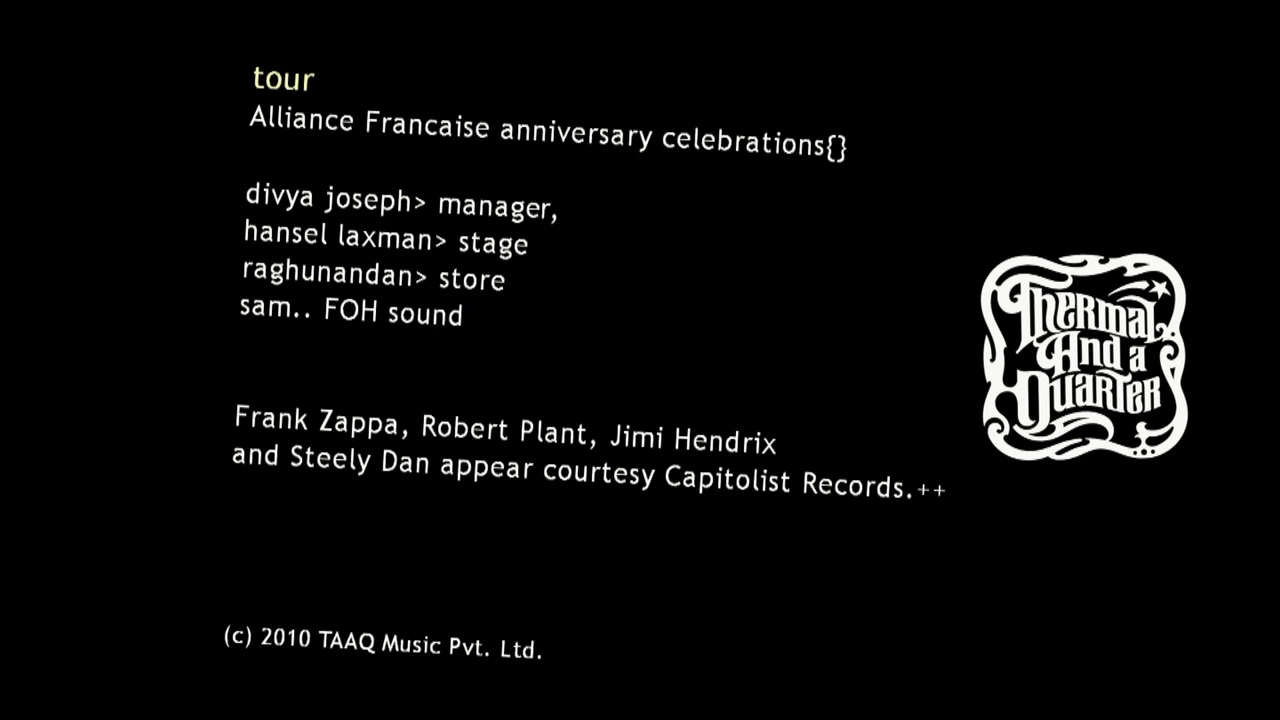 tour
Alliance Francaise anniversary celebrations{}
divya joseph> manager,
hansel laxman> stage
raghunandan> store
sam.. FOH sound
Frank Zappa, Robert Plant, Jimi Hendrix
and Steely Dan appear courtesy Capitolist Records.++
(c) 2010 TAAQ Music Pvt. Ltd.
Thermal
And a
Quarter